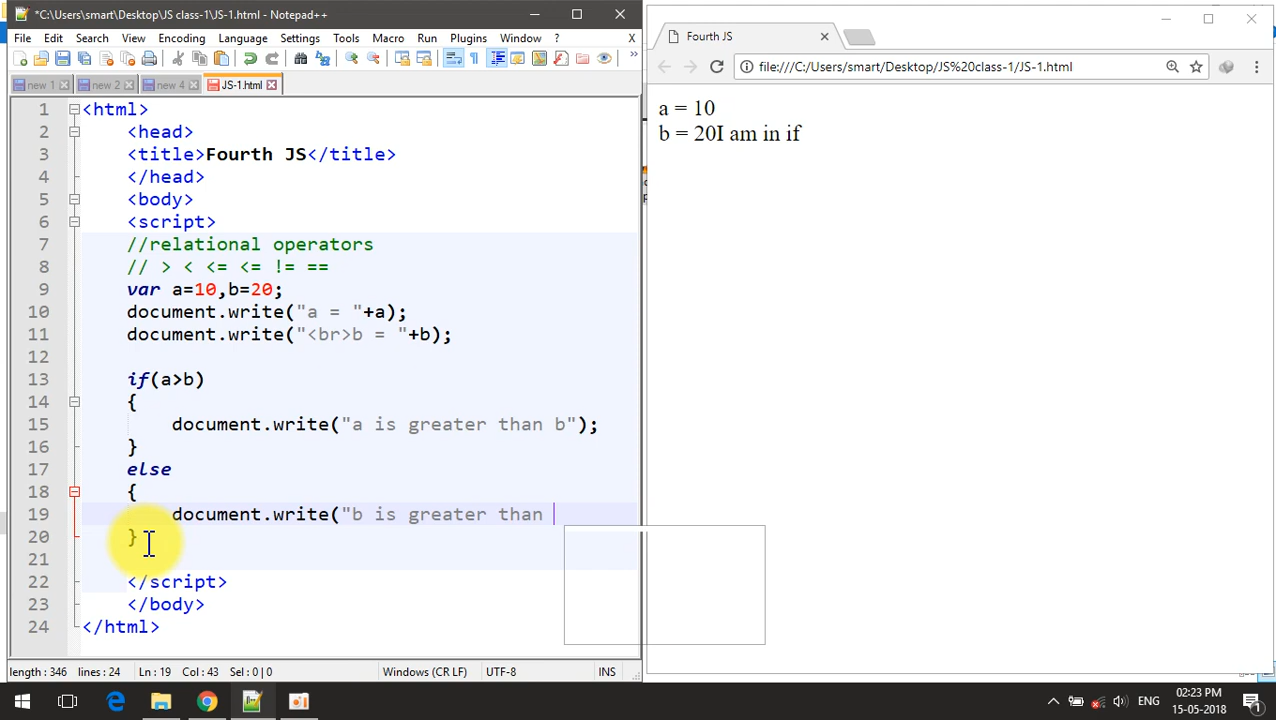 *C:\Users\smart\Desktop\JS class-1\JS-1.html - Notepad++
File Edit Search View Encoding Language Settings Tools Macro Run Plugins Window ? X
new 1 new 2 new 4 JS-1.html
1 <html>
2 <head>
3 <title>Fourth JS</title>
4 </head>
5 <body>
6 <script>
7 //relational operators
8 // > < <= <= != ==
9 var a=10,b=20;
10 document.write("a = "+a);
11 document.write("<br>b = "+b);
12
13 if(a>b)
14 {
15 document.write("a is greater than b");
16 }
17 else
18 {
19 document.write("b is greater than
20 }
21
22 </script>
23 </body>
24 </html>
length : 346 lines : 24 Ln : 19 Col : 43 Sel : 0 | 0 Windows (CR LF) UTF-8 INS
Fourth JS
file:///C:/Users/smart/Desktop/JS%20class-1/JS-1.html
a = 10
b = 20I am in if
ENG
02:23 PM
15-05-2018